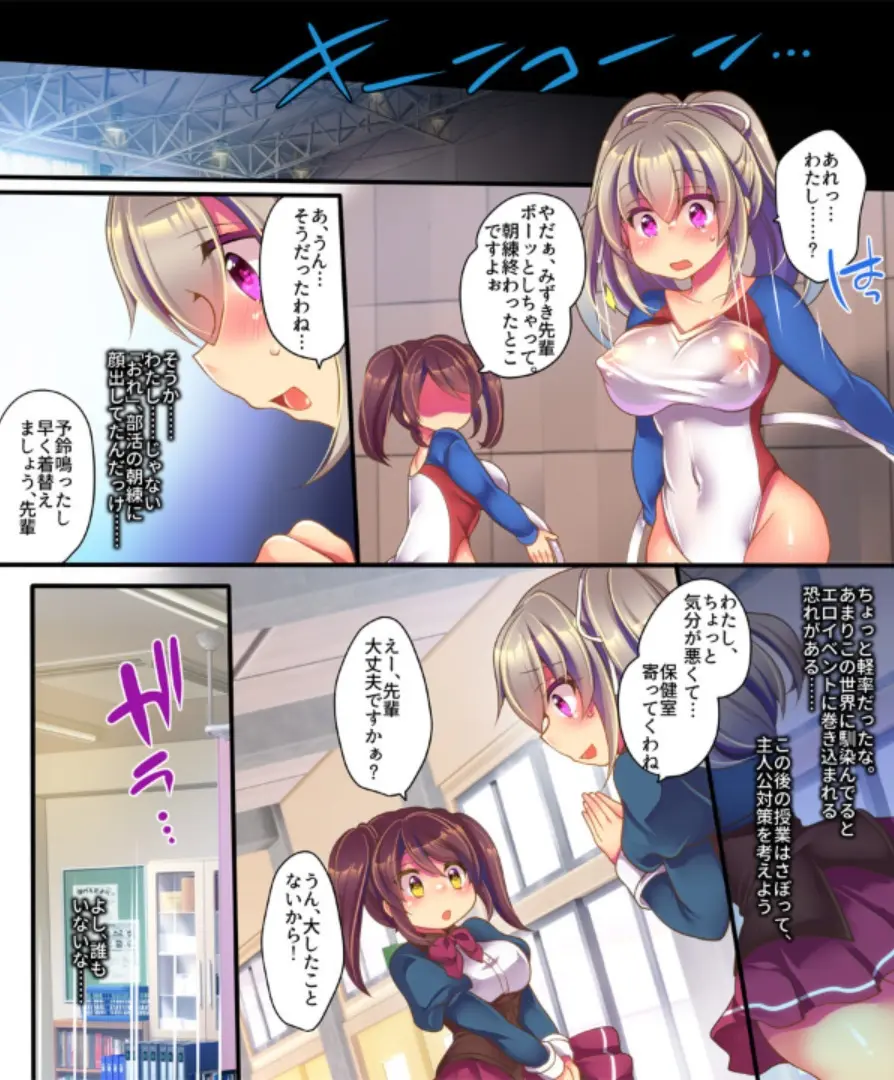 キーンコーン…
あれっ…
わたし……?
はっ
やだぁ、みずき先輩
ボーッとしちゃって。
朝練終わったとこ
ですよぉ
あ、うん…
そうだったわね…
そうか……
わたし……じゃない
「おれ」、部活の朝練に
顔出してたんだっけ……
予鈴鳴ったし
早く着替え
ましょう、先輩
ちょっと軽率だったな。
あまりこの世界に馴染んでると
エロイベントに巻き込まれる
恐れがある……
この後の授業はさぼって、
主人公対策を考えよう
わたし、
ちょっと
気分が悪くて…
保健室
寄ってくわね
えー、先輩
大丈夫ですかぁ?
うん、大したこと
ないから!
ガラ…
よし、誰も
いないな……